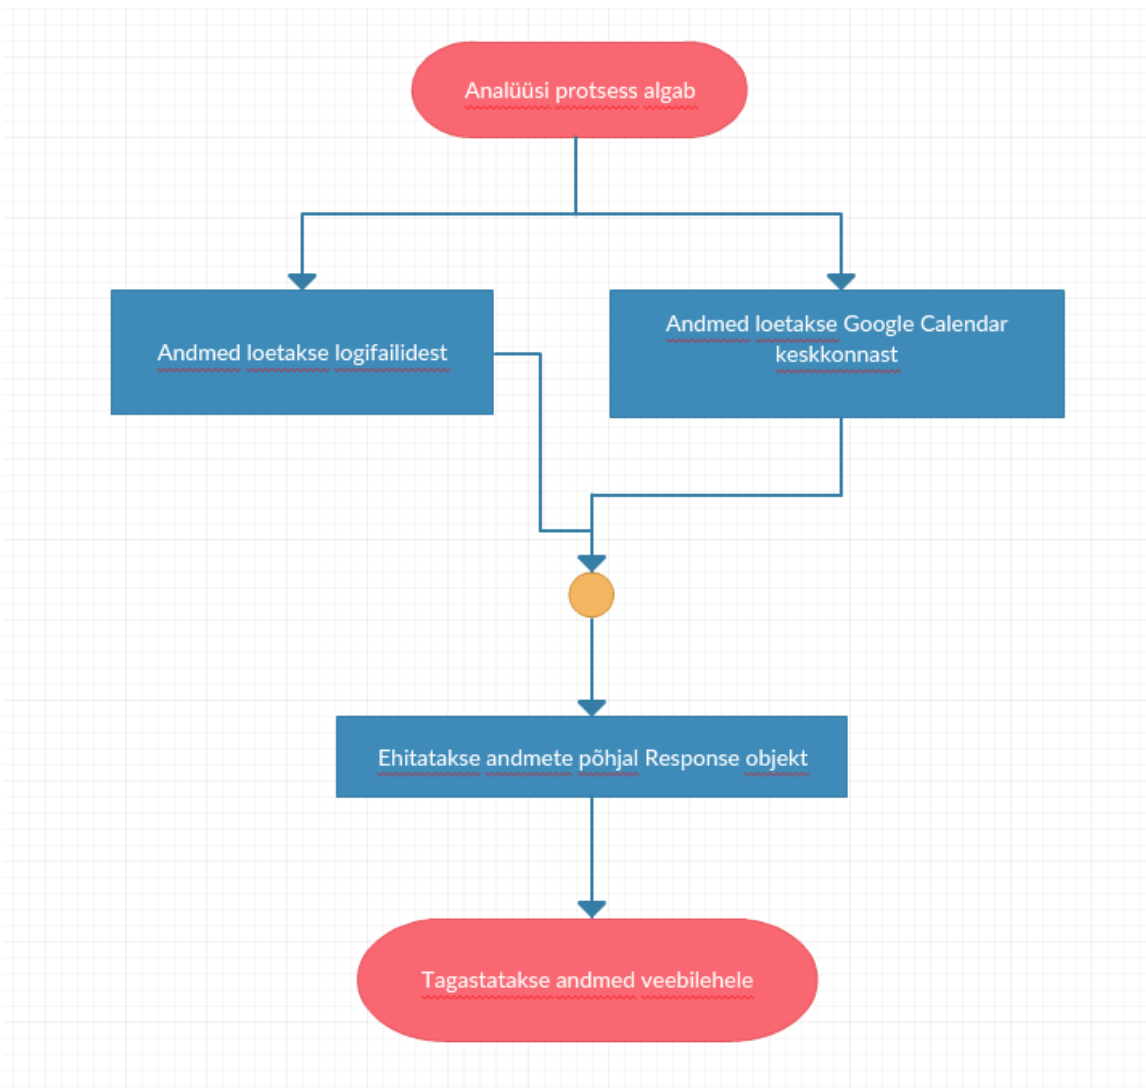 Analüüsi protsess algab
Andmed loetakse logifailidest
Andmed loetakse Google Calendar
keskkonnast
Ehitatakse andmete põhjal Response objekt
Tagastatakse andmed veebilehele